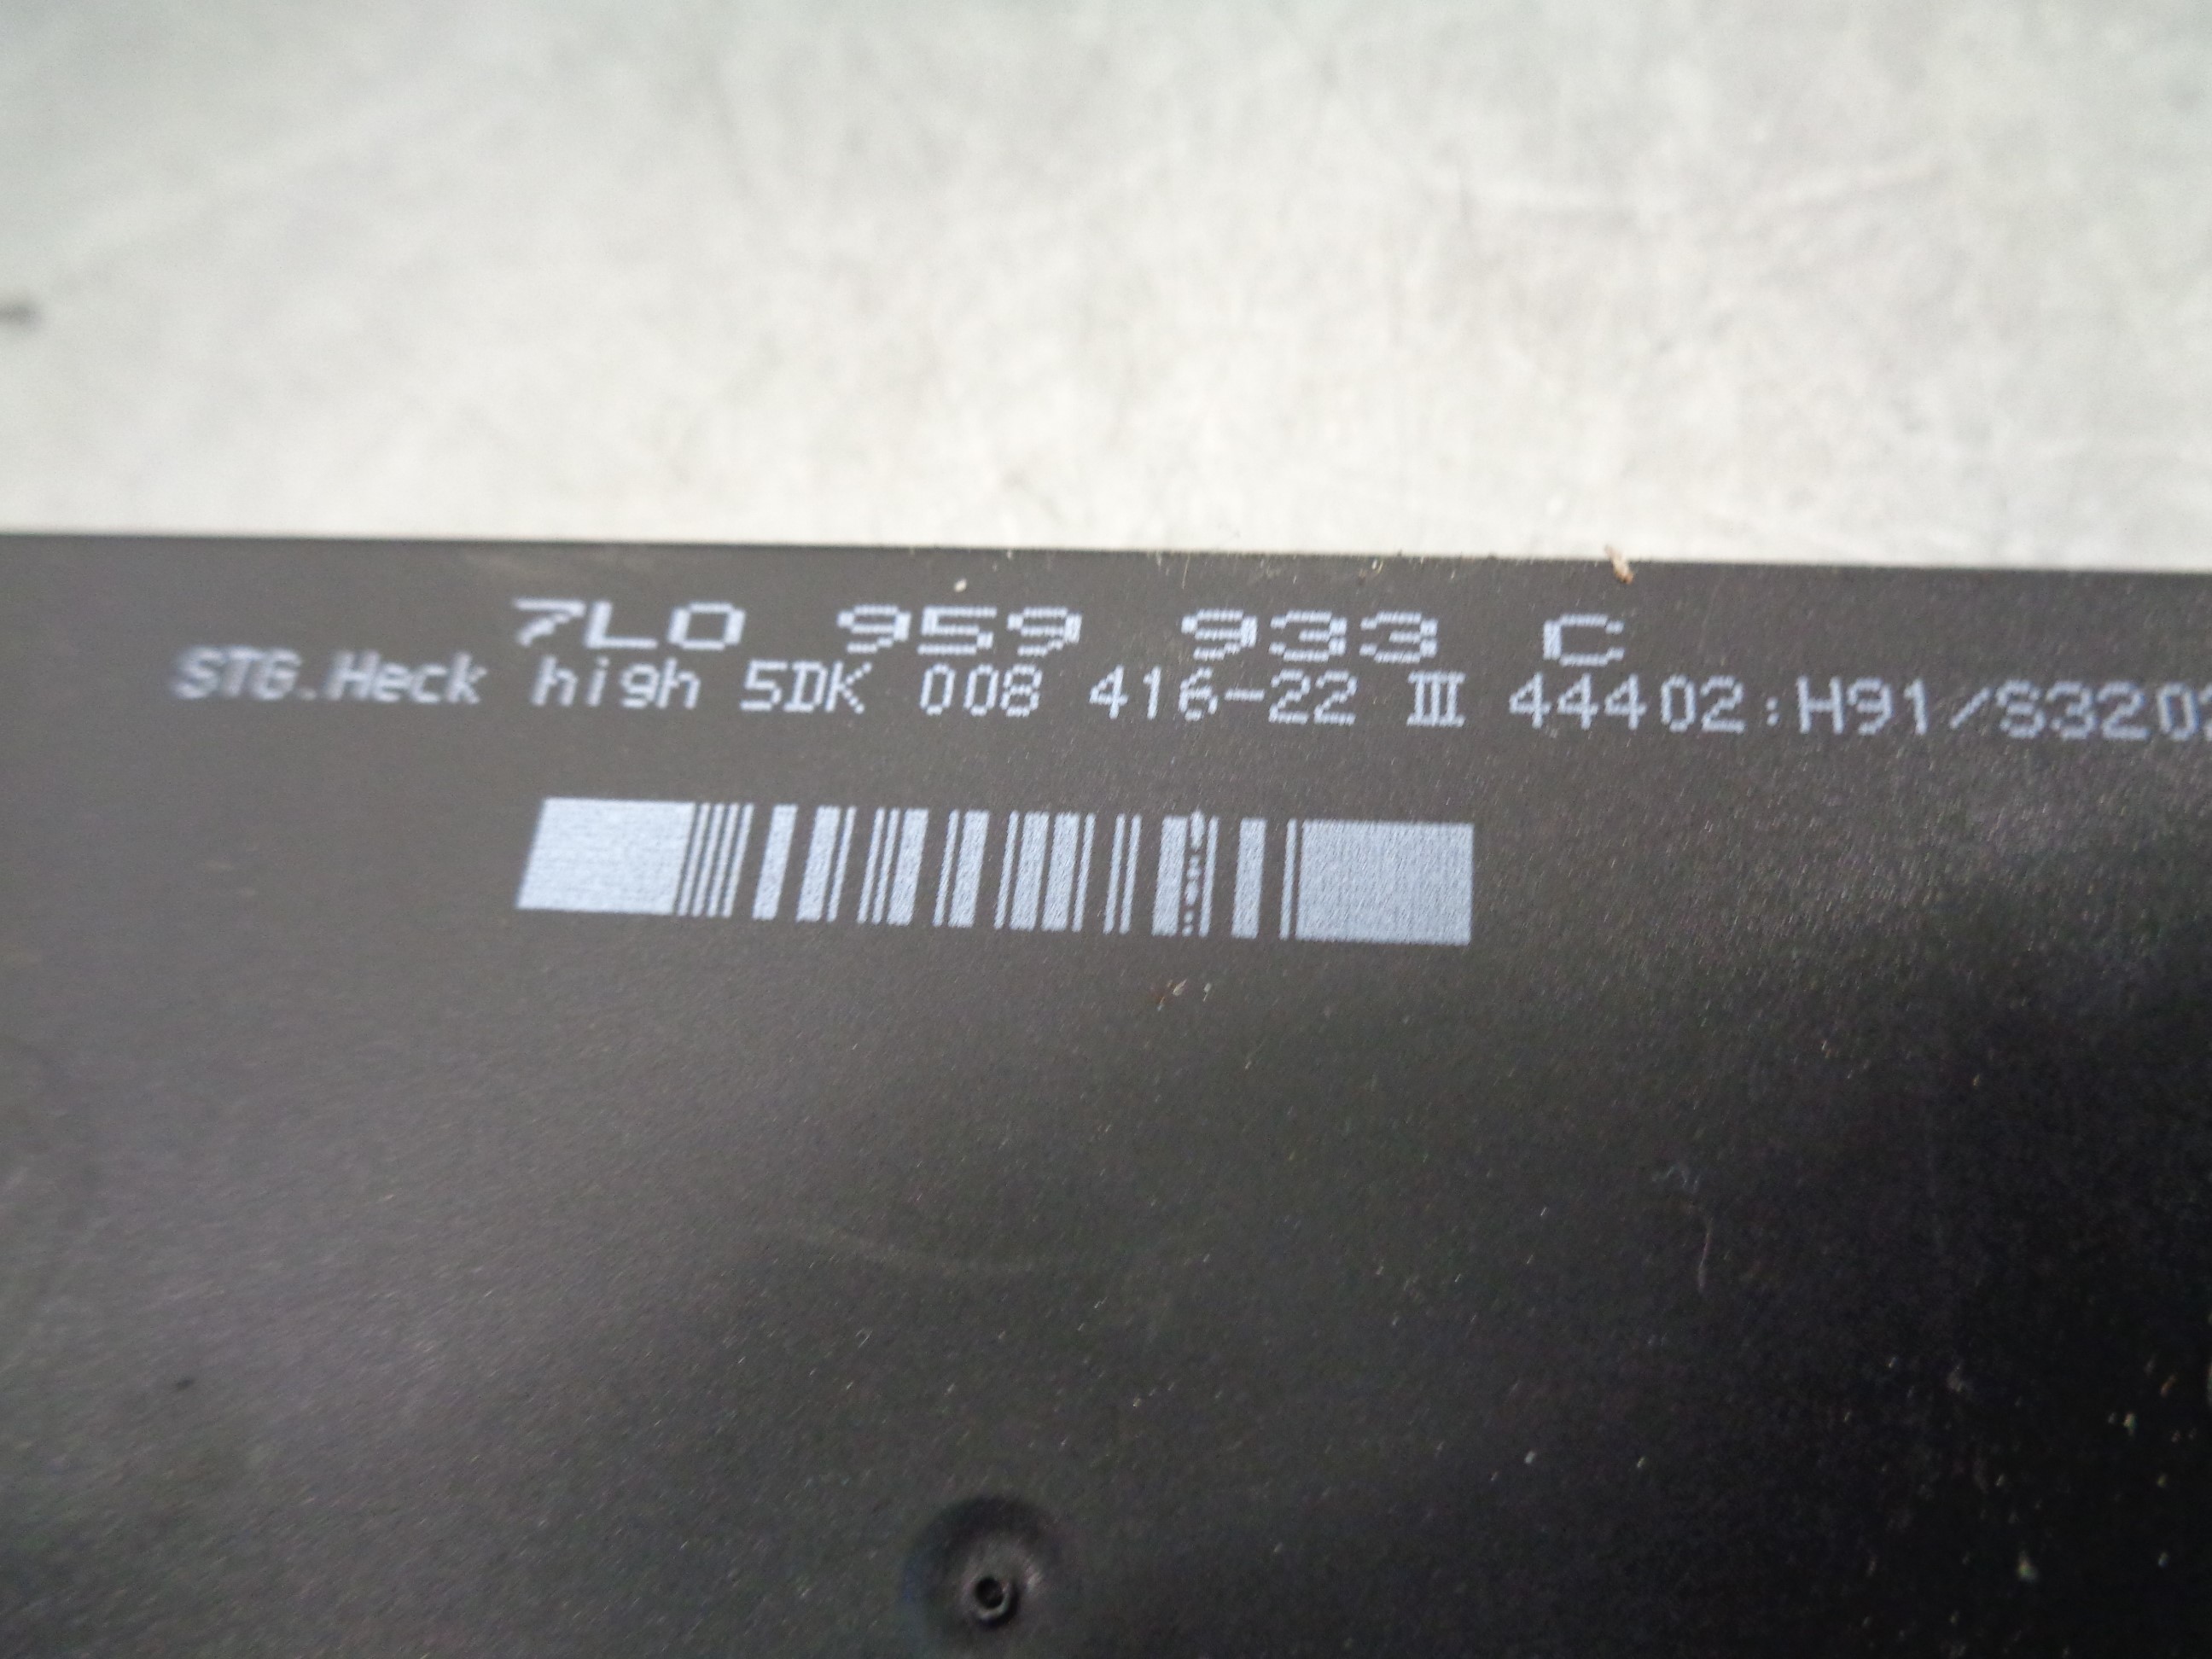 7L0 959 933 C
STG.Heck high 5DK 008 416-22 III 44402:H91/S320